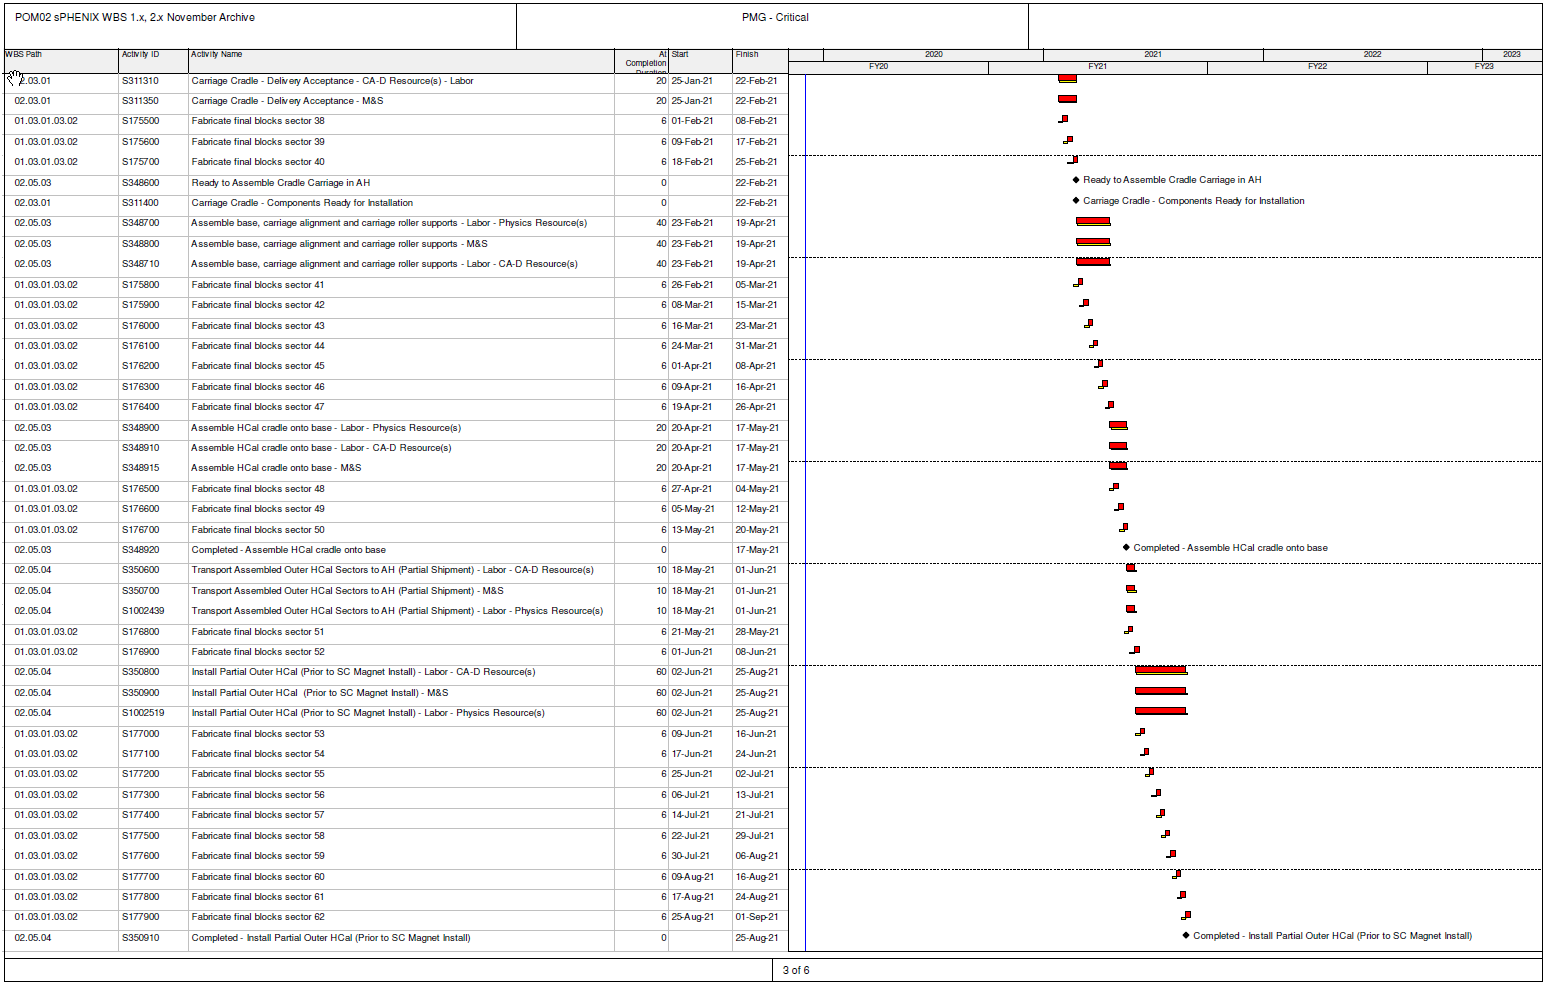 POM02 sPHENIX WBS 1.x, 2.x November Archive PMG - Critical
WBS Path Activity ID Activity Name At Completion Duration Start Finish 2020 2021 2022 2023
FY20 FY21 FY22 FY23
02.03.01 S311310 Carriage Cradle - Delivery Acceptance - CA-D Resource(s) - Labor 20 25-Jan-21 22-Feb-21
02.03.01 S311350 Carriage Cradle - Delivery Acceptance - M&S 20 25-Jan-21 22-Feb-21
01.03.01.03.02 S175500 Fabricate final blocks sector 38 6 01-Feb-21 08-Feb-21
01.03.01.03.02 S175600 Fabricate final blocks sector 39 6 09-Feb-21 17-Feb-21
01.03.01.03.02 S175700 Fabricate final blocks sector 40 6 18-Feb-21 25-Feb-21
02.05.03 S348600 Ready to Assemble Cradle Carriage in AH 0 22-Feb-21 Ready to Assemble Cradle Carriage in AH
02.03.01 S311400 Carriage Cradle - Components Ready for Installation 0 22-Feb-21 Carriage Cradle - Components Ready for Installation
02.05.03 S348700 Assemble base, carriage alignment and carriage roller supports - Labor - Physics Resource(s) 40 23-Feb-21 19-Apr-21
02.05.03 S348800 Assemble base, carriage alignment and carriage roller supports - M&S 40 23-Feb-21 19-Apr-21
02.05.03 S348710 Assemble base, carriage alignment and carriage roller supports - Labor - CA-D Resource(s) 40 23-Feb-21 19-Apr-21
01.03.01.03.02 S175800 Fabricate final blocks sector 41 6 26-Feb-21 05-Mar-21
01.03.01.03.02 S175900 Fabricate final blocks sector 42 6 08-Mar-21 15-Mar-21
01.03.01.03.02 S176000 Fabricate final blocks sector 43 6 16-Mar-21 23-Mar-21
01.03.01.03.02 S176100 Fabricate final blocks sector 44 6 24-Mar-21 31-Mar-21
01.03.01.03.02 S176200 Fabricate final blocks sector 45 6 01-Apr-21 08-Apr-21
01.03.01.03.02 S176300 Fabricate final blocks sector 46 6 09-Apr-21 16-Apr-21
01.03.01.03.02 S176400 Fabricate final blocks sector 47 6 19-Apr-21 26-Apr-21
02.05.03 S348900 Assemble HCal cradle onto base - Labor - Physics Resource(s) 20 20-Apr-21 17-May-21
02.05.03 S348910 Assemble HCal cradle onto base - Labor - CA-D Resource(s) 20 20-Apr-21 17-May-21
02.05.03 S348915 Assemble HCal cradle onto base - M&S 20 20-Apr-21 17-May-21
01.03.01.03.02 S176500 Fabricate final blocks sector 48 6 27-Apr-21 04-May-21
01.03.01.03.02 S176600 Fabricate final blocks sector 49 6 05-May-21 12-May-21
01.03.01.03.02 S176700 Fabricate final blocks sector 50 6 13-May-21 20-May-21
02.05.03 S348920 Completed - Assemble HCal cradle onto base 0 17-May-21 Completed - Assemble HCal cradle onto base
02.05.04 S350600 Transport Assembled Outer HCal Sectors to AH (Partial Shipment) - Labor - CA-D Resource(s) 10 18-May-21 01-Jun-21
02.05.04 S350700 Transport Assembled Outer HCal Sectors to AH (Partial Shipment) - M&S 10 18-May-21 01-Jun-21
02.05.04 S1002439 Transport Assembled Outer HCal Sectors to AH (Partial Shipment) - Labor - Physics Resource(s) 10 18-May-21 01-Jun-21
01.03.01.03.02 S176800 Fabricate final blocks sector 51 6 21-May-21 28-May-21
01.03.01.03.02 S176900 Fabricate final blocks sector 52 6 01-Jun-21 08-Jun-21
02.05.04 S350800 Install Partial Outer HCal (Prior to SC Magnet Install) - Labor - CA-D Resource(s) 60 02-Jun-21 25-Aug-21
02.05.04 S350900 Install Partial Outer HCal (Prior to SC Magnet Install) - M&S 60 02-Jun-21 25-Aug-21
02.05.04 S1002519 Install Partial Outer HCal (Prior to SC Magnet Install) - Labor - Physics Resource(s) 60 02-Jun-21 25-Aug-21
01.03.01.03.02 S177000 Fabricate final blocks sector 53 6 09-Jun-21 16-Jun-21
01.03.01.03.02 S177100 Fabricate final blocks sector 54 6 17-Jun-21 24-Jun-21
01.03.01.03.02 S177200 Fabricate final blocks sector 55 6 25-Jun-21 02-Jul-21
01.03.01.03.02 S177300 Fabricate final blocks sector 56 6 06-Jul-21 13-Jul-21
01.03.01.03.02 S177400 Fabricate final blocks sector 57 6 14-Jul-21 21-Jul-21
01.03.01.03.02 S177500 Fabricate final blocks sector 58 6 22-Jul-21 29-Jul-21
01.03.01.03.02 S177600 Fabricate final blocks sector 59 6 30-Jul-21 06-Aug-21
01.03.01.03.02 S177700 Fabricate final blocks sector 60 6 09-Aug-21 16-Aug-21
01.03.01.03.02 S177800 Fabricate final blocks sector 61 6 17-Aug-21 24-Aug-21
01.03.01.03.02 S177900 Fabricate final blocks sector 62 6 25-Aug-21 01-Sep-21
02.05.04 S350910 Completed - Install Partial Outer HCal (Prior to SC Magnet Install) 0 25-Aug-21 Completed - Install Partial Outer HCal (Prior to SC Magnet Install)
3 of 6